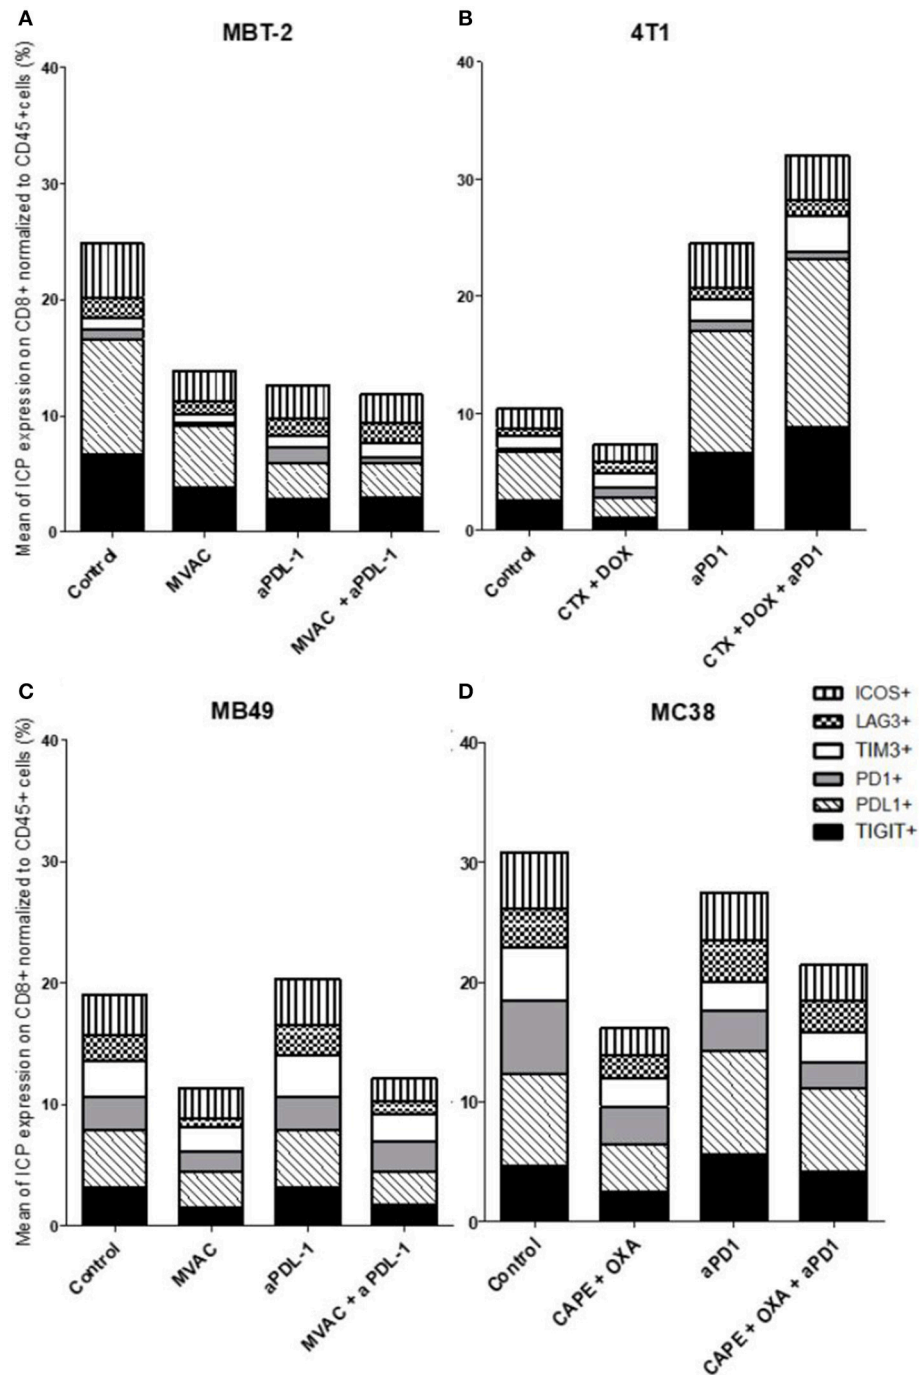 A
MBT-2
Mean of ICP expression on CD8+ normalized to CD45+cells (%)
40
30
20
10
0
Control
MVAC
aPDL-1
MVAC + aPDL-1
B
4T1
40
30
20
10
0
Control
CTX + DOX
aPD1
CTX + DOX + aPD1
C
MB49
Mean of ICP expression on CD8+ normalized to CD45+ cells (%)
40
30
20
10
0
Control
MVAC
aPDL-1
MVAC + a PDL-1
D
MC38
40
30
20
10
0
Control
CAPE + OXA
aPD1
CAPE + OXA + aPD1
ICOS+
LAG3+
TIM3+
PD1+
PDL1+
TIGIT+